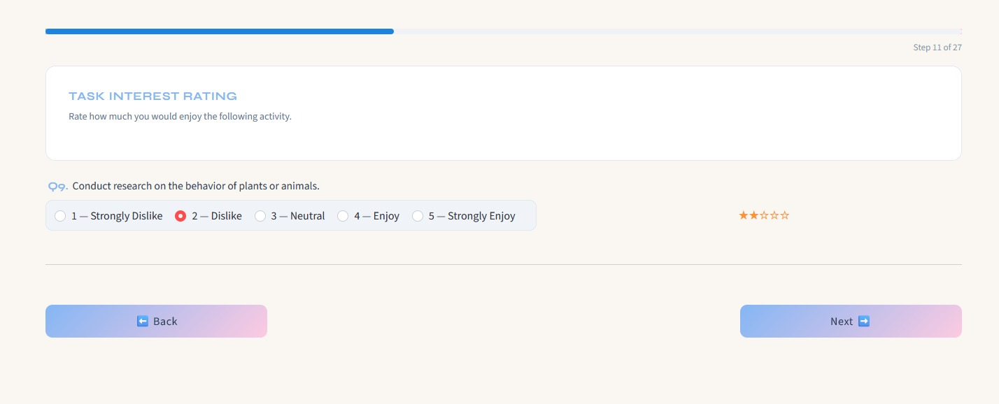 Step 11 of 27
TASK INTEREST RATING
Rate how much you would enjoy the following activity.
Q9. Conduct research on the behavior of plants or animals.
1 — Strongly Dislike 2 — Dislike 3 — Neutral 4 — Enjoy 5 — Strongly Enjoy ★★☆☆☆
⬅️ Back Next ➡️